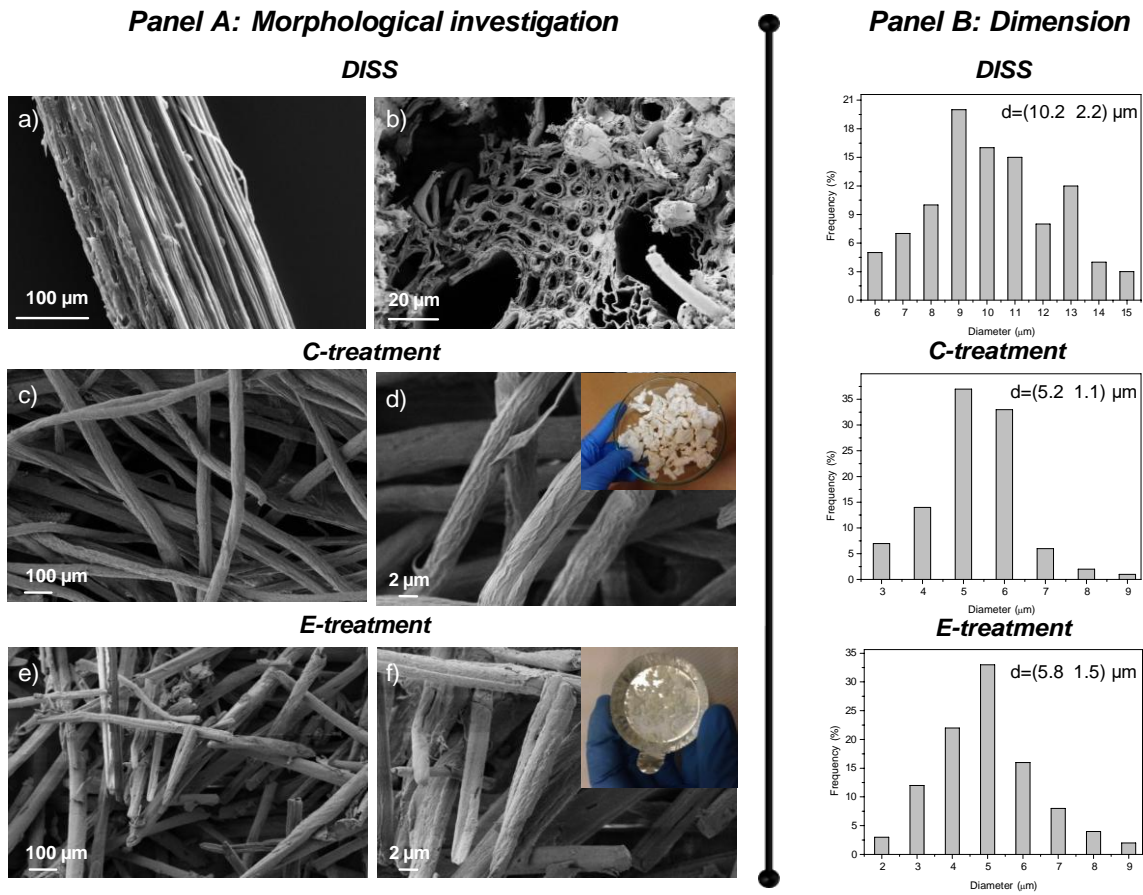 Panel A: Morphological investigation
DISS
a)
100 µm
b)
20 µm
C-treatment
c)
100 µm
d)
2 µm
E-treatment
e)
100 µm
f)
2 µm
Panel B: Dimension
DISS
d=(10.2 2.2) µm
Frequency (%)
21
18
15
12
9
6
3
0
6 7 8 9 10 11 12 13 14 15
Diameter (µm)
C-treatment
d=(5.2 1.1) µm
Frequency (%)
35
30
25
20
15
10
5
0
3 4 5 6 7 8 9
Diameter (µm)
E-treatment
d=(5.8 1.5) µm
Frequency (%)
35
30
25
20
15
10
5
0
2 3 4 5 6 7 8 9
Diameter (µm)